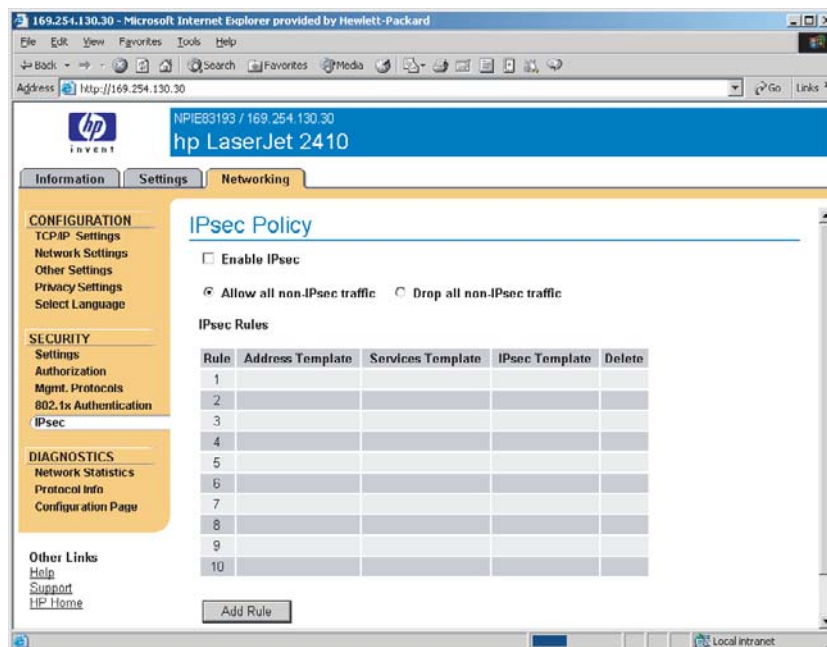 169.254.130.30 - Microsoft Internet Explorer provided by Hewlett-Packard
File Edit View Favorites Tools Help
Back Search Favorites Media
Address http://169.254.130.30 Go Links
hp
invent
NPIE83193 / 169.254.130.30
hp LaserJet 2410
Information Settings Networking
CONFIGURATION
TCP/IP Settings
Network Settings
Other Settings
Privacy Settings
Select Language
SECURITY
Settings
Authorization
Mgmt. Protocols
802.1x Authentication
IPsec
DIAGNOSTICS
Network Statistics
Protocol Info
Configuration Page
Other Links
Help
Support
HP Home
IPsec Policy
Enable IPsec
Allow all non-IPsec traffic Drop all non-IPsec traffic
IPsec Rules
Rule Address Template Services Template IPsec Template Delete
1
2
3
4
5
6
7
8
9
10
Add Rule
Local intranet